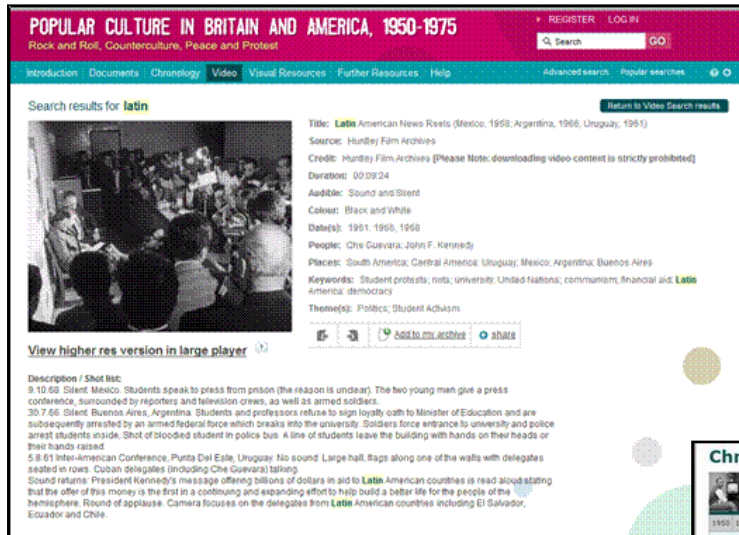 POPULAR CULTURE IN BRITAIN AND AMERICA, 1950-1975
Rock and Roll, Counterculture, Peace and Protest
REGISTER LOG IN
Search GO
Introduction Documents Chronology Video Visual Resources Further Resources Help
Advanced search Popular searches
Search results for latin
Return to Video Search results
Title: Latin American News Reels (Mexico, 1968; Argentina, 1966; Uruguay, 1961)
Source: Huntley Film Archives
Credit: Huntley Film Archives [Please Note: downloading video content is strictly prohibited]
Duration: 00:09:24
Audible: Sound and Silent
Colour: Black and White
Date(s): 1961, 1966, 1968
People: Che Guevara; John F. Kennedy
Places: South America; Central America; Uruguay; Mexico; Argentina; Buenos Aires
Keywords: Student protests; riots; university; United Nations; communism; financial aid; Latin
America; democracy
Theme(s): Politics; Student Activism
Add to my archive share
View higher res version in large player
Description / Shot list:
9.10.68 Silent. Mexico. Students speak to press from prison (the reason is unclear). The two young men give a press
conference, surrounded by reporters and television crews, as well as armed soldiers.
30.7.66 Silent. Buenos Aires, Argentina. Students and professors refuse to sign loyalty oath to Minister of Education and are
subsequently arrested by an armed federal force which breaks into the university. Soldiers force entrance to university and police
arrest students inside. Shot of bloodied student in police bus. A line of students leave the building with hands on their heads or
their hands raised.
5.8.61 Inter-American Conference, Punta Del Este, Uruguay. No sound. Large hall, flags along one of the walls with delegates
seated in rows. Cuban delegates (including Che Guevara) talking.
Sound returns: President Kennedy's message offering billions of dollars in aid to Latin American countries is read aloud stating
that the offer of this money is the first in a continuing and expanding effort to help build a better life for the people of the
hemisphere. Round of applause. Camera focuses on the delegates from Latin American countries including El Salvador,
Ecuador and Chile.
Chr
1950